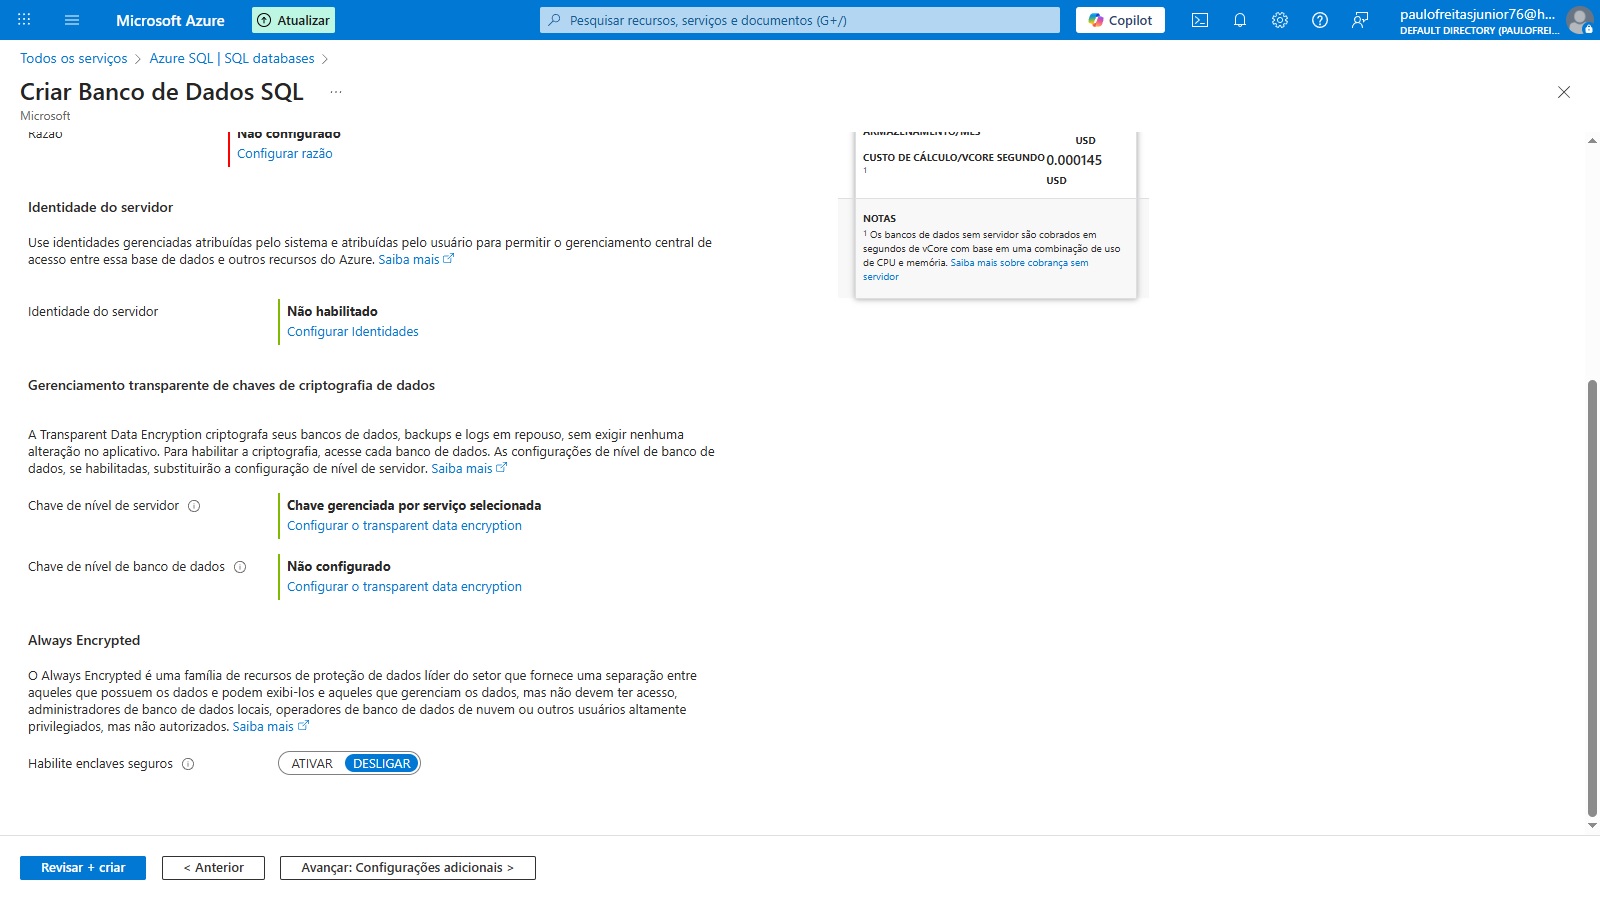 Microsoft Azure
Atualizar
Pesquisar recursos, serviços e documentos (G+/)
Copilot
paulofreitasjunior76@h...
DEFAULT DIRECTORY (PAULOFREI...
Todos os serviços > Azure SQL | SQL databases >
Criar Banco de Dados SQL ...
Microsoft
Razão
Não configurado
Configurar razão
Identidade do servidor
Use identidades gerenciadas atribuídas pelo sistema e atribuídas pelo usuário para permitir o gerenciamento central de
acesso entre essa base de dados e outros recursos do Azure. Saiba mais
Identidade do servidor
Não habilitado
Configurar Identidades
Gerenciamento transparente de chaves de criptografia de dados
A Transparent Data Encryption criptografa seus bancos de dados, backups e logs em repouso, sem exigir nenhuma
alteração no aplicativo. Para habilitar a criptografia, acesse cada banco de dados. As configurações de nível de banco de
dados, se habilitadas, substituirão a configuração de nível de servidor. Saiba mais
Chave de nível de servidor
Chave gerenciada por serviço selecionada
Configurar o transparent data encryption
Chave de nível de banco de dados
Não configurado
Configurar o transparent data encryption
Always Encrypted
O Always Encrypted é uma família de recursos de proteção de dados líder do setor que fornece uma separação entre
aqueles que possuem os dados e podem exibi-los e aqueles que gerenciam os dados, mas não devem ter acesso,
administradores de banco de dados locais, operadores de banco de dados de nuvem ou outros usuários altamente
privilegiados, mas não autorizados. Saiba mais
Habilite enclaves seguros
ATIVAR DESLIGAR
ARMAZENAMENTO/MÊS
USD
CUSTO DE CÁLCULO/VCORE SEGUNDO 0.000145
1
USD
NOTAS
1 Os bancos de dados sem servidor são cobrados em
segundos de vCore com base em uma combinação de uso
de CPU e memória. Saiba mais sobre cobrança sem
servidor
Revisar + criar
< Anterior
Avançar: Configurações adicionais >